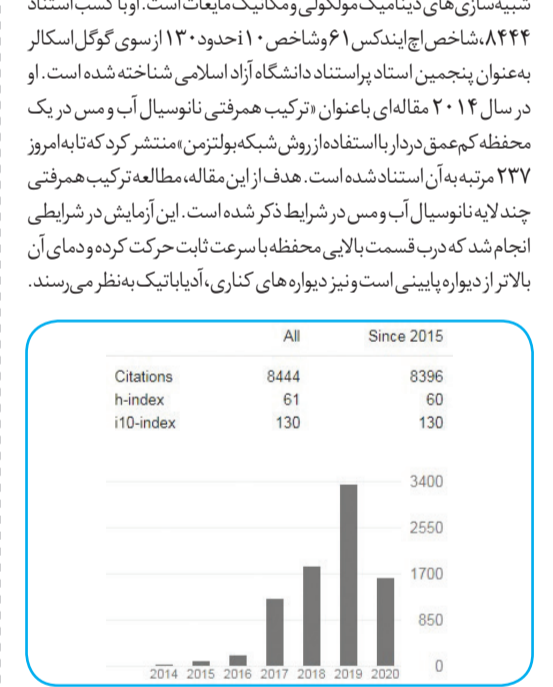 شبیه‌سازی‌های دینامیک مولکولی و مکانیک مایعات است. او با کسب استناد
۸۴۴۴، شاخص اچ ایندکس ۶۱ و شاخص i۱۰ حدود ۱۳۰ از سوی گوگل اسکالر
به‌عنوان پنجمین استاد پراستناد دانشگاه آزاد اسلامی شناخته شده است. او
در سال ۲۰۱۴ مقاله‌ای با عنوان «ترکیب همرفتی نانوسیال آب و مس در یک
محفظه کم‌عمق دردار با استفاده از روش شبکه بولتزمن» منتشر کرد که تا به امروز
۲۳۷ مرتبه به آن استناد شده است. هدف از این مقاله، مطالعه ترکیب همرفتی
چند لایه نانوسیال آب و مس در شرایط ذکر شده است. این آزمایش در شرایطی
انجام شد که درب قسمت بالایی محفظه با سرعت ثابت حرکت کرده و دمای آن
بالاتر از دیواره پایینی است و نیز دیواره‌های کناری، آدیاباتیک به‌نظر می‌رسند.
All Since 2015
Citations 8444 8396
h-index 61 60
i10-index 130 130
3400
2550
1700
850
0
2014 2015 2016 2017 2018 2019 2020